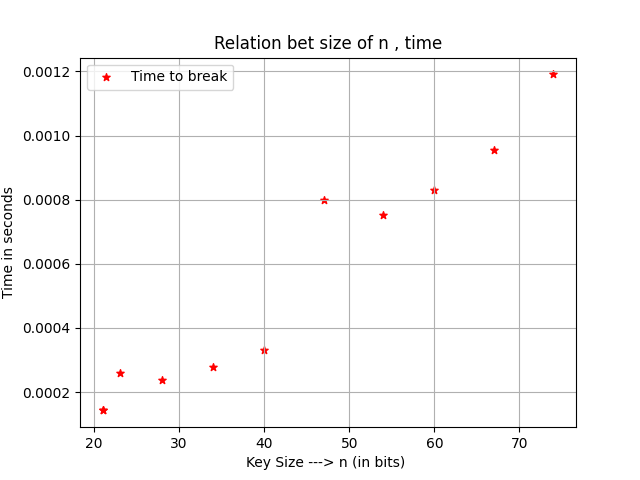 Relation bet size of n , time
Time to break
0.0012
0.0010
0.0008
0.0006
0.0004
0.0002
Time in seconds
20 30 40 50 60 70
Key Size ---> n (in bits)